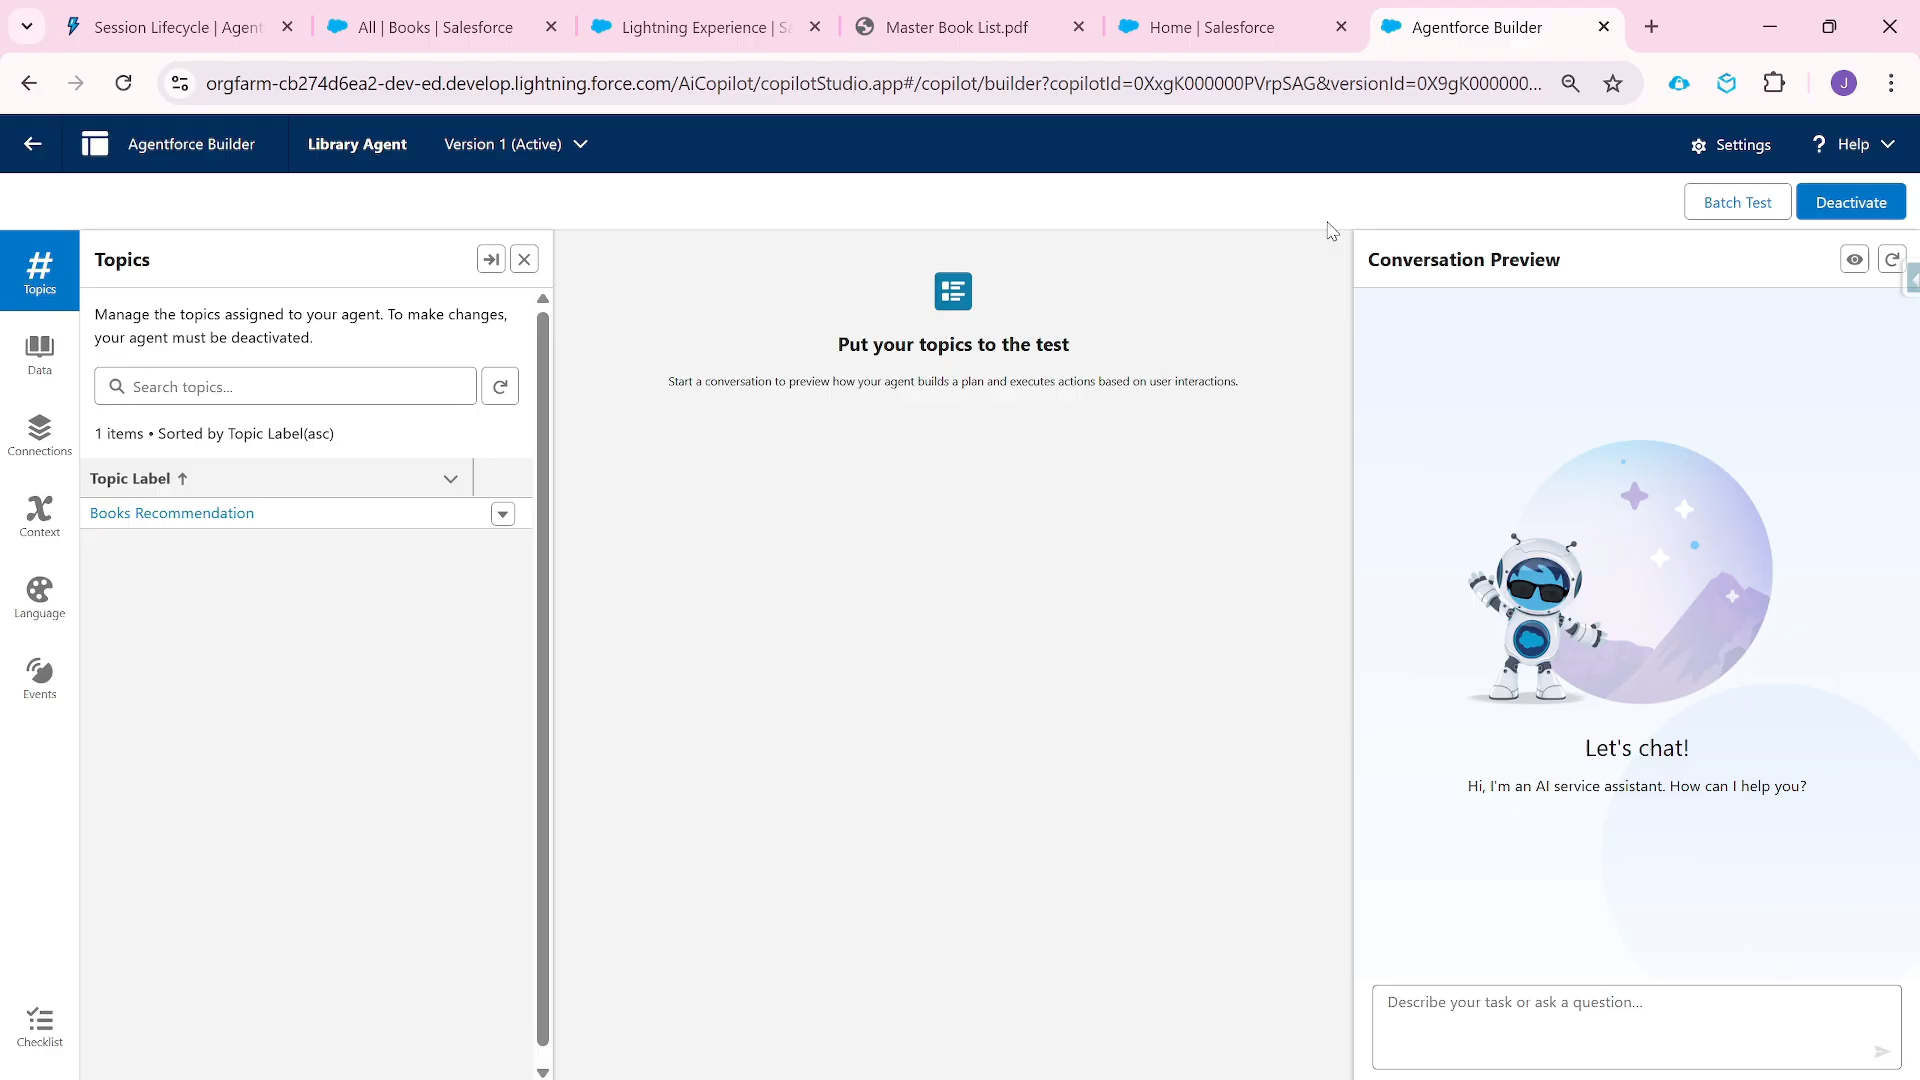 Session Lifecycle | Agent
All | Books | Salesforce
Lightning Experience | Sa
Master Book List.pdf
Home | Salesforce
Agentforce Builder
orgfarm-cb274d6ea2-dev-ed.develop.lightning.force.com/AiCopilot/copilotStudio.app#/copilot/builder?copilotId=0XxgK000000PVrpSAG&versionId=0X9gK000000...
J
Agentforce Builder
Library Agent
Version 1 (Active)
Settings
? Help
Batch Test
Deactivate
#
Topics
Data
Connections
Context
Language
Events
Checklist
Topics
Manage the topics assigned to your agent. To make changes,
your agent must be deactivated.
Search topics...
1 items • Sorted by Topic Label(asc)
Topic Label ↑
Books Recommendation
Put your topics to the test
Start a conversation to preview how your agent builds a plan and executes actions based on user interactions.
Conversation Preview
Let's chat!
Hi, I'm an AI service assistant. How can I help you?
Describe your task or ask a question...